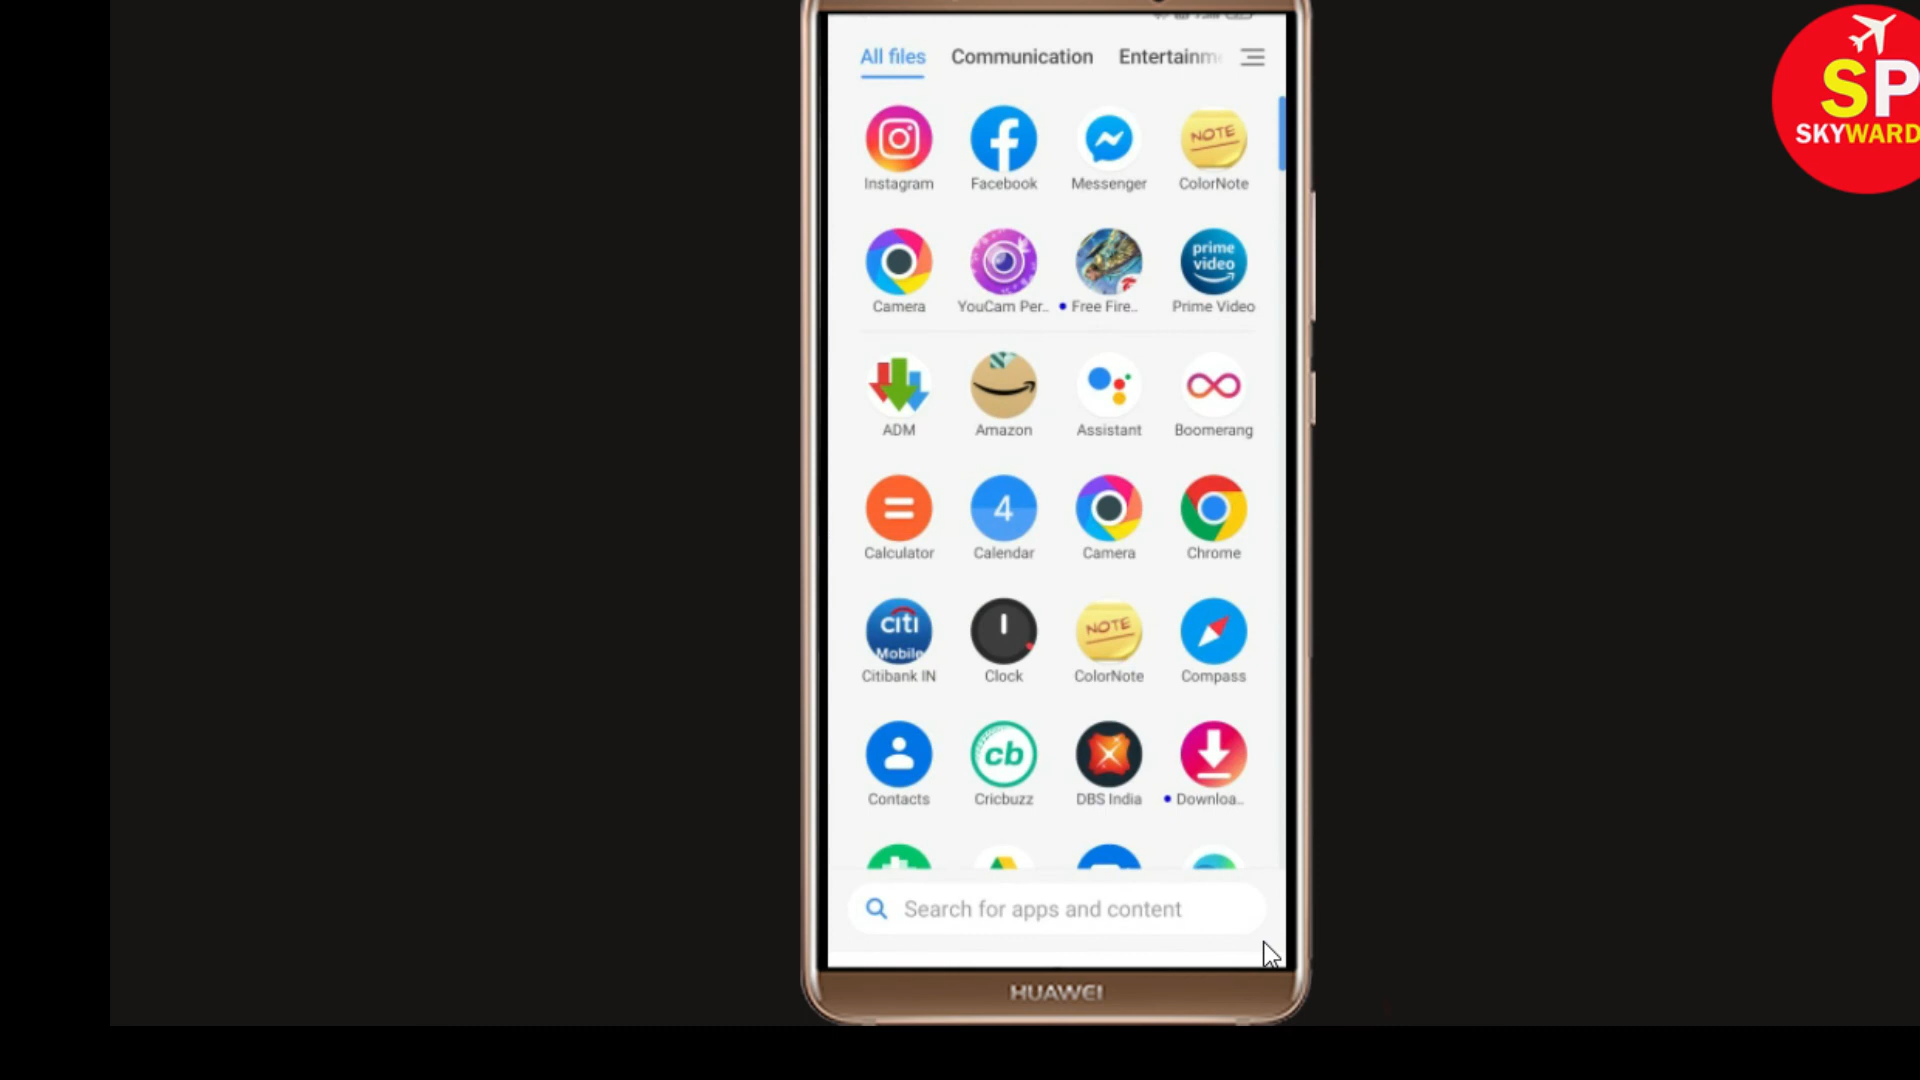 All files Communication Entertainm
Instagram Facebook Messenger ColorNote
NOTE
prime
video
Camera YouCam Per.. Free Fire.. Prime Video
ADM Amazon Assistant Boomerang
4
Calculator Calendar Camera Chrome
citi
Mobile
NOTE
Citibank IN Clock ColorNote Compass
cb
Contacts Cricbuzz DBS India Downloa..
Search for apps and content
HUAWEI
SP
SKYWARD